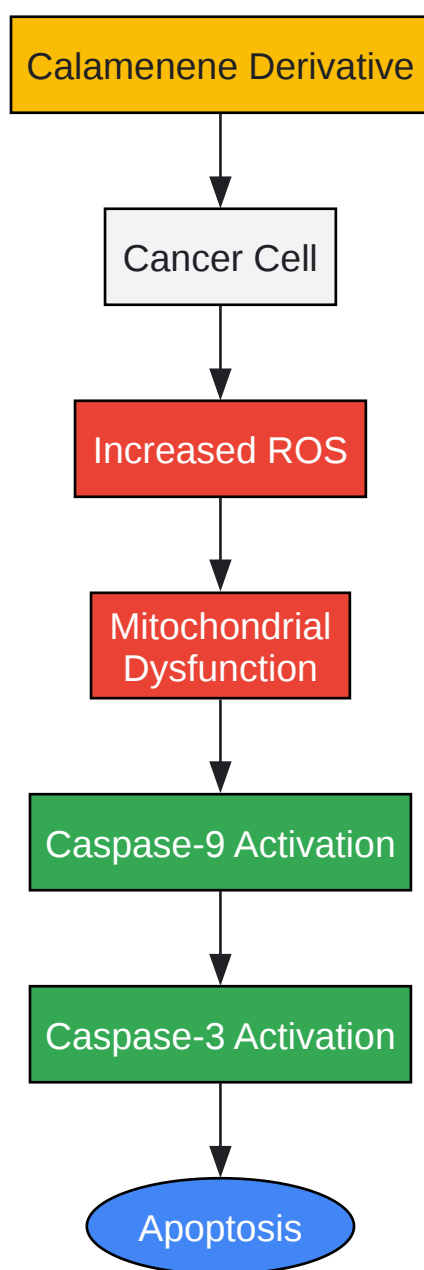 Calamenene Derivative
Cancer Cell
Increased ROS
Mitochondrial
Dysfunction
Caspase-9 Activation
Caspase-3 Activation
Apoptosis